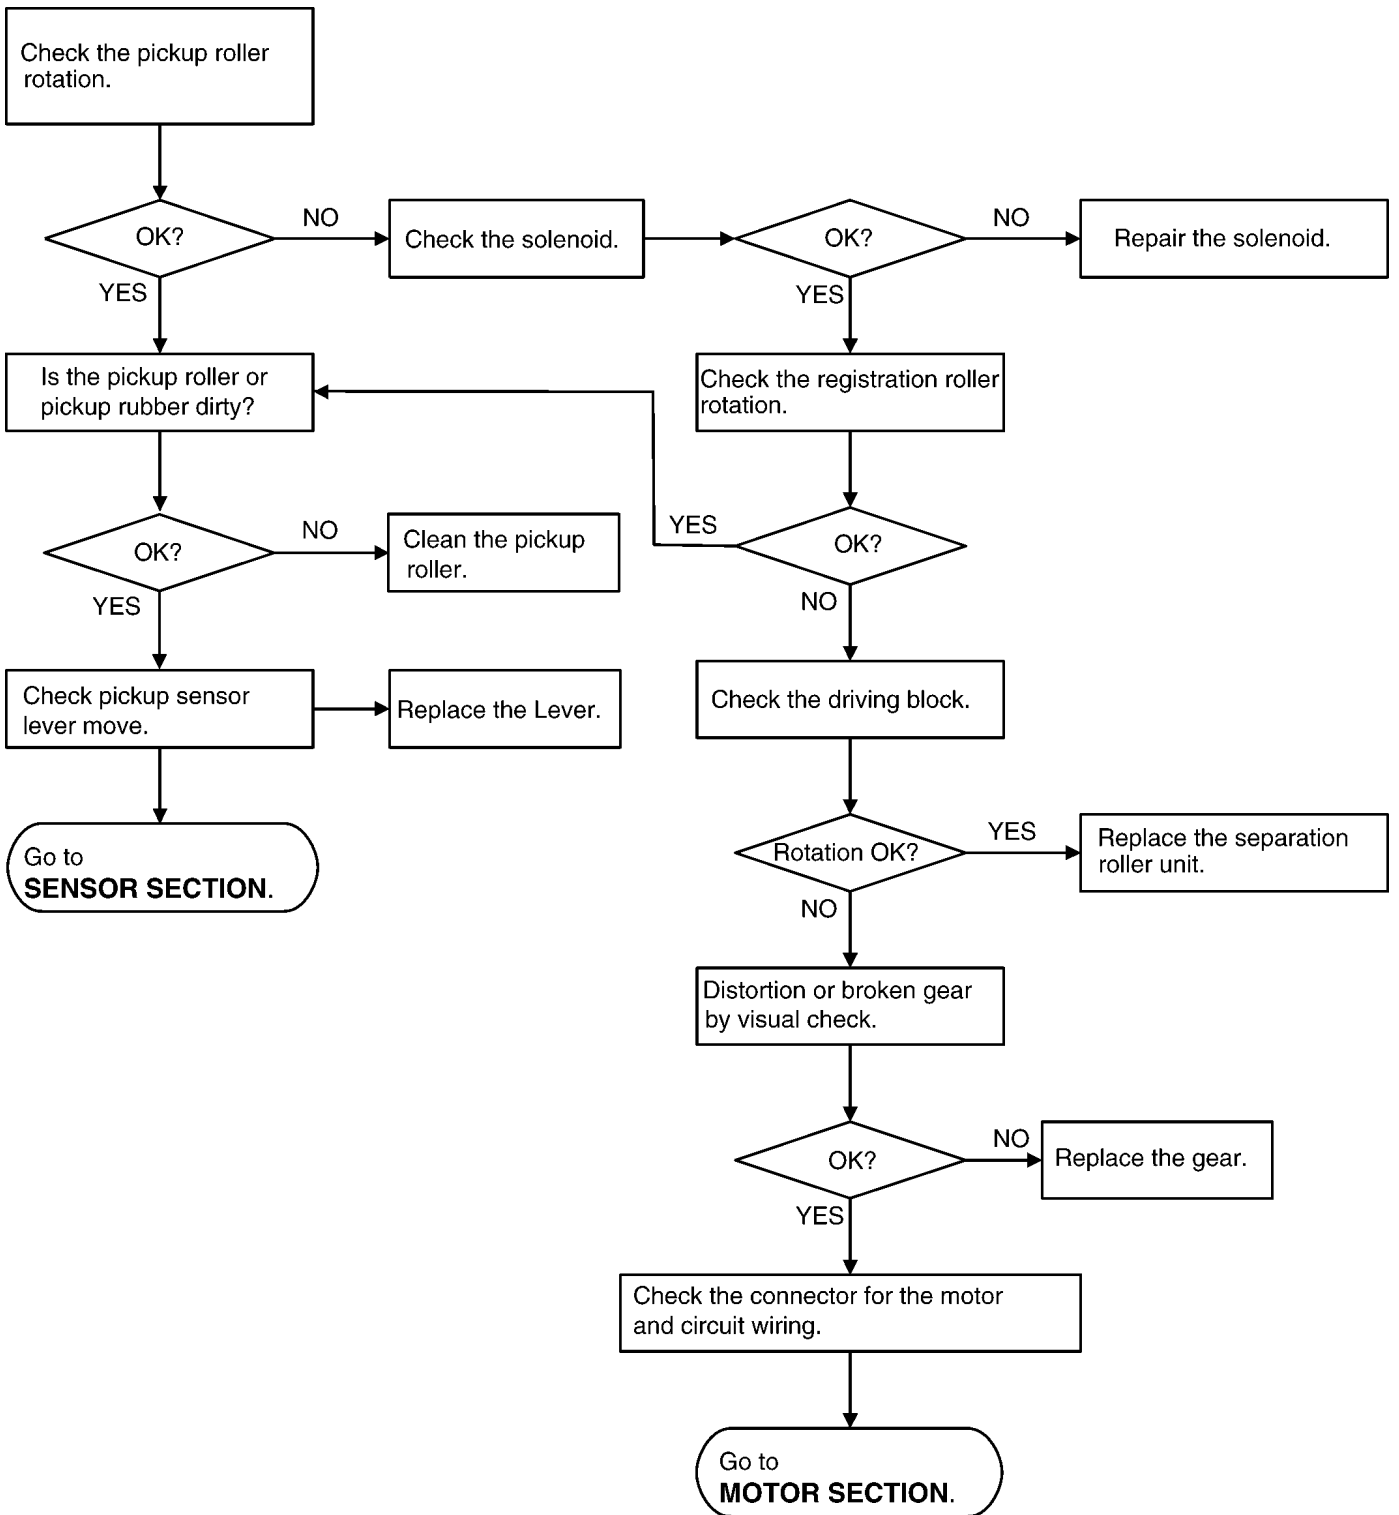 Check the pickup roller
rotation.
OK?
NO
Check the solenoid.
OK?
NO
Repair the solenoid.
YES
YES
Is the pickup roller or
pickup rubber dirty?
Check the registration roller
rotation.
OK?
NO
Clean the pickup
roller.
YES
OK?
YES
NO
Check pickup sensor
lever move.
Replace the Lever.
Check the driving block.
Go to
SENSOR SECTION.
Rotation OK?
YES
Replace the separation
roller unit.
NO
Distortion or broken gear
by visual check.
OK?
NO
Replace the gear.
YES
Check the connector for the motor
and circuit wiring.
Go to
MOTOR SECTION.